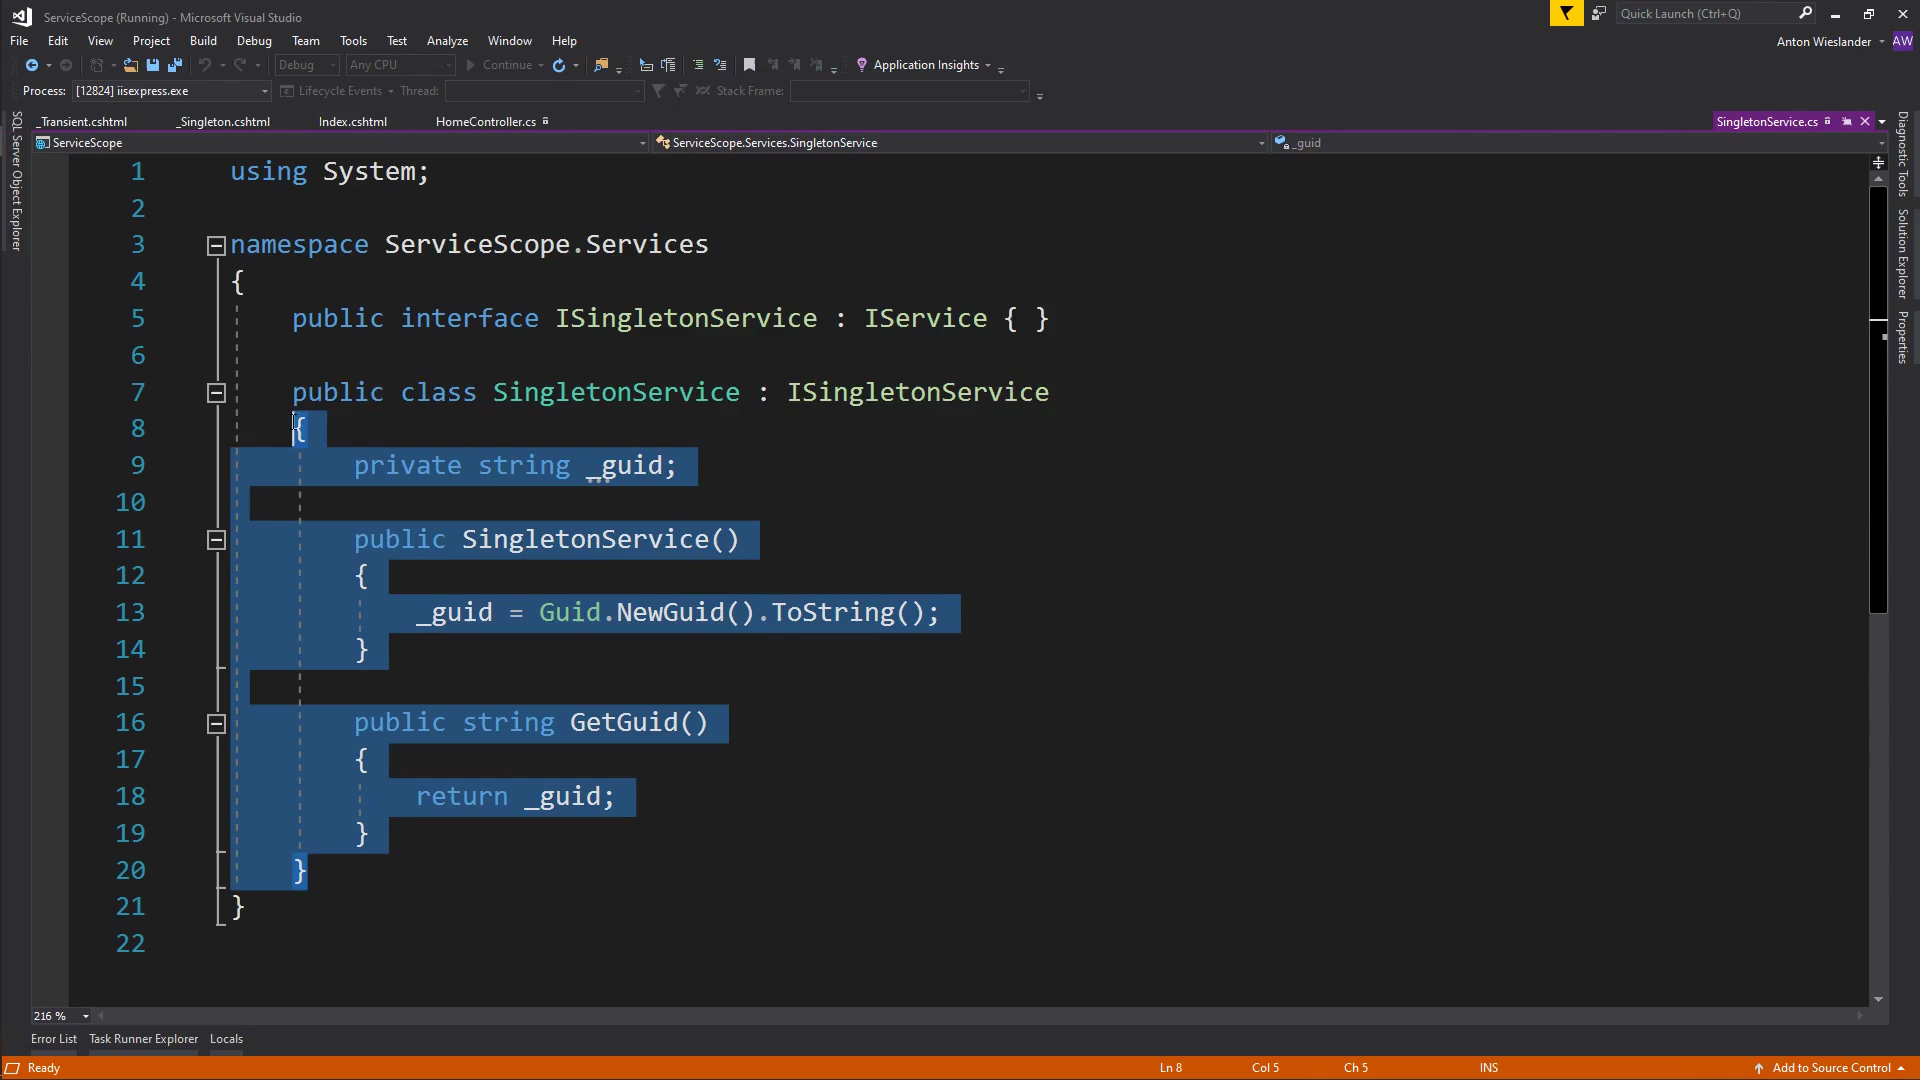 ServiceScope (Running) - Microsoft Visual Studio
Quick Launch (Ctrl+Q)
File Edit View Project Build Debug Team Tools Test Analyze Window Help
Anton Wieslander AW
Debug Any CPU Continue Application Insights
Process: [12824] iisexpress.exe Lifecycle Events Thread: Stack Frame:
_Transient.cshtml _Singleton.cshtml Index.cshtml HomeController.cs SingletonService.cs
ServiceScope ServiceScope.Services.SingletonService _guid
SQL Server Object Explorer
Diagnostic Tools
Solution Explorer
Properties
1 using System;
2
3 namespace ServiceScope.Services
4 {
5 public interface ISingletonService : IService { }
6
7 public class SingletonService : ISingletonService
8 {
9 private string _guid;
10
11 public SingletonService()
12 {
13 _guid = Guid.NewGuid().ToString();
14 }
15
16 public string GetGuid()
17 {
18 return _guid;
19 }
20 }
21 }
22
216 %
Error List Task Runner Explorer Locals
Ready Ln 8 Col 5 Ch 5 INS Add to Source Control